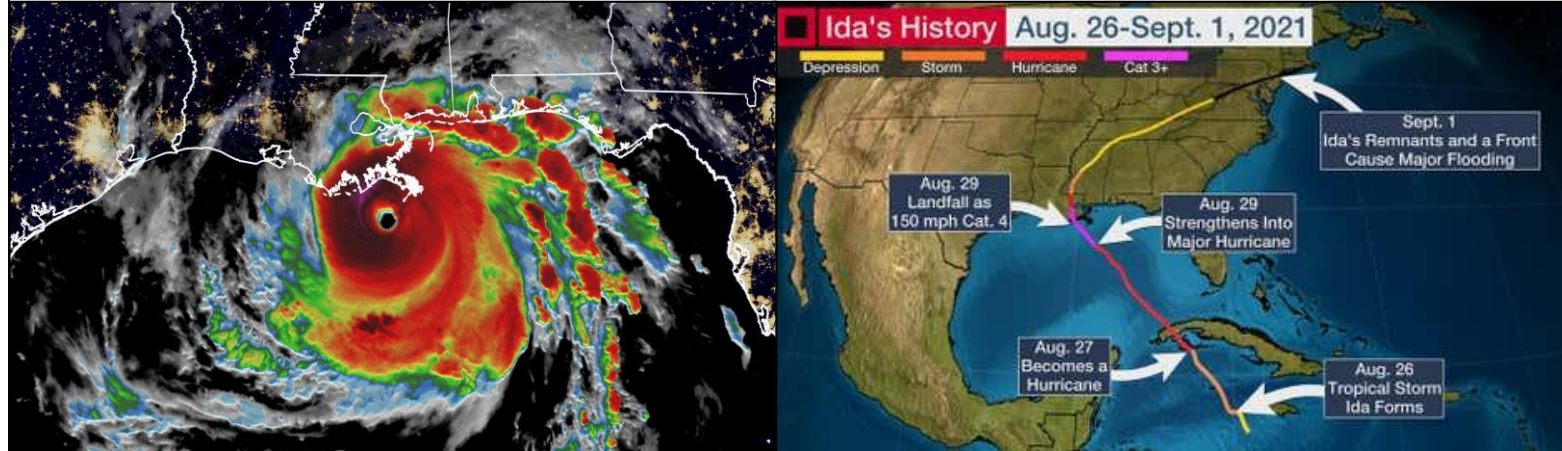 Ida's History Aug. 26-Sept. 1, 2021
Depression Storm Hurricane Cat 3+
Sept. 1
Ida's Remnants and a Front
Cause Major Flooding
Aug. 29
Landfall as
150 mph Cat. 4
Aug. 29
Strengthens Into
Major Hurricane
Aug. 27
Becomes a
Hurricane
Aug. 26
Tropical Storm
Ida Forms